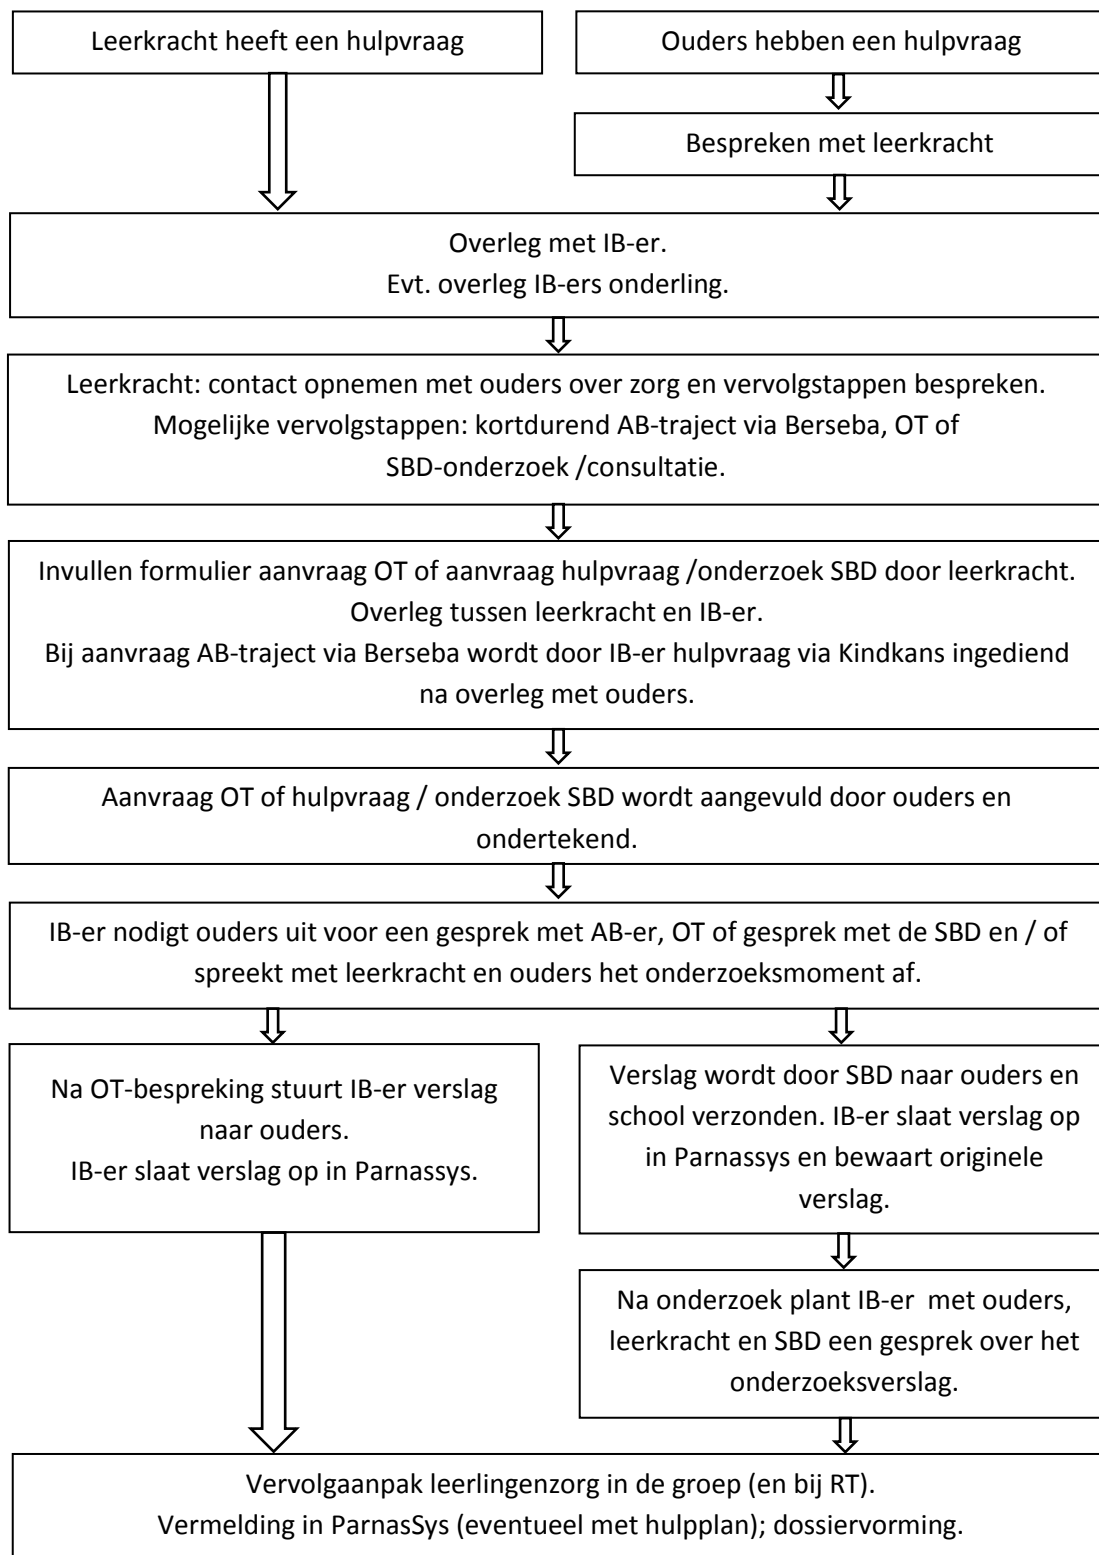 Leerkracht heeft een hulpvraag
Ouders hebben een hulpvraag
Bespreken met leerkracht
Overleg met IB-er.
Evt. overleg IB-ers onderling.
Leerkracht: contact opnemen met ouders over zorg en vervolgstappen bespreken.
Mogelijke vervolgstappen: kortdurend AB-traject via Berseba, OT of
SBD-onderzoek /consultatie.
Invullen formulier aanvraag OT of aanvraag hulpvraag /onderzoek SBD door leerkracht.
Overleg tussen leerkracht en IB-er.
Bij aanvraag AB-traject via Berseba wordt door IB-er hulpvraag via Kindkans ingediend
na overleg met ouders.
Aanvraag OT of hulpvraag / onderzoek SBD wordt aangevuld door ouders en
ondertekend.
IB-er nodigt ouders uit voor een gesprek met AB-er, OT of gesprek met de SBD en / of
spreekt met leerkracht en ouders het onderzoeksmoment af.
Na OT-bespreking stuurt IB-er verslag
naar ouders.
IB-er slaat verslag op in Parnassys.
Verslag wordt door SBD naar ouders en
school verzonden. IB-er slaat verslag op
in Parnassys en bewaart originele
verslag.
Na onderzoek plant IB-er  met ouders,
leerkracht en SBD een gesprek over het
onderzoeksverslag.
Vervolgaanpak leerlingenzorg in de groep (en bij RT).
Vermelding in ParnasSys (eventueel met hulpplan); dossiervorming.